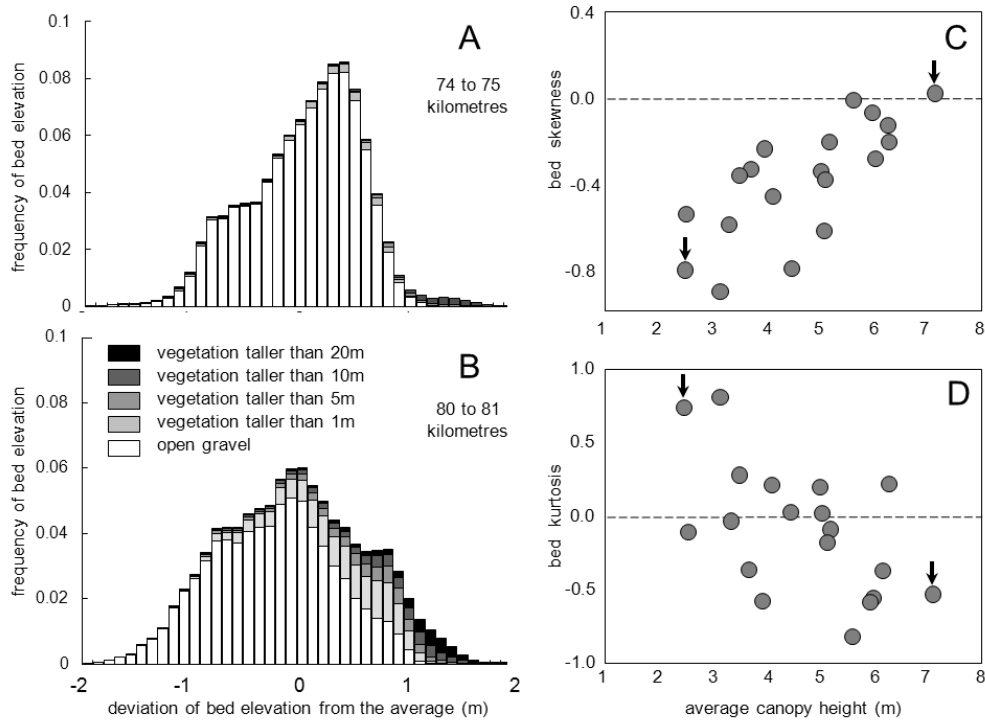 0.1
0.08
0.06
0.04
0.02
0
frequency of bed elevation
A
74 to 75
kilometres
0.1
0.08
0.06
0.04
0.02
0
frequency of bed elevation
vegetation taller than 20m
vegetation taller than 10m
vegetation taller than 5m
vegetation taller than 1m
open gravel
B
80 to 81
kilometres
-2 -1 0 1 2
deviation of bed elevation from the average (m)
0.4
0.0
-0.4
-0.8
bed skewness
C
1 2 3 4 5 6 7 8
1.0
0.5
0.0
-0.5
-1.0
bed kurtosis
D
1 2 3 4 5 6 7 8
average canopy height (m)